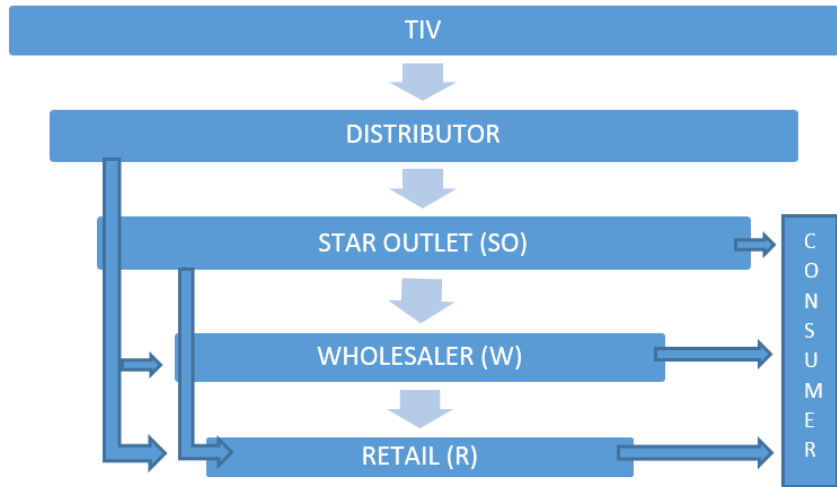 TIV
DISTRIBUTOR
STAR OUTLET (SO)
WHOLESALER (W)
RETAIL (R)
C
O
N
S
U
M
E
R